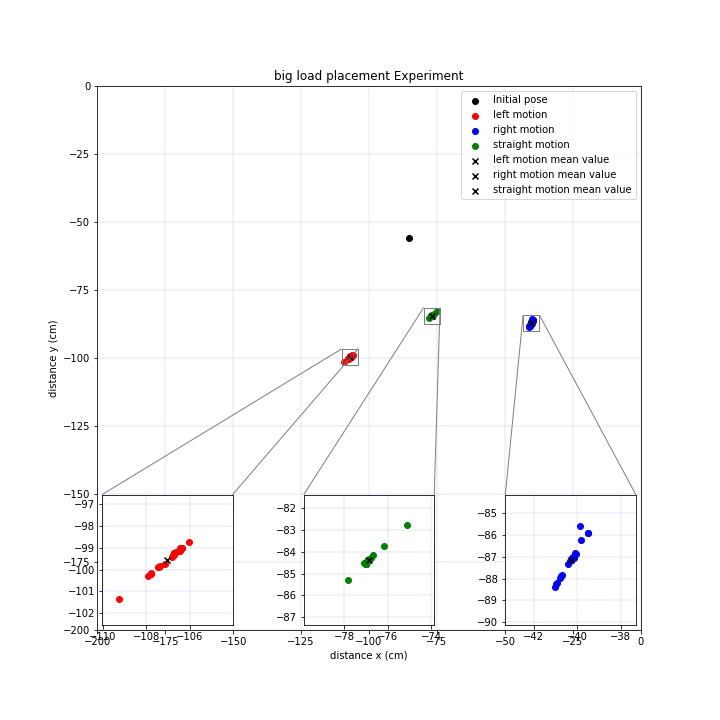 big load placement Experiment
0
Initial pose
left motion
right motion
−25
straight motion
left motion mean value
right motion mean value
straight motion mean value
−50
−75
distance y (cm)
−100
−125
−150
−97
−98
−99
−175
−100
−101
−102
−82
−83
−84
−85
−86
−87
−85
−86
−87
−88
−89
−90
−200
−110 −108 −106
−78 −76 −74
−42 −40 −38
−200 −175 −150 −125 −100 −75 −50 −25 0
distance x (cm)